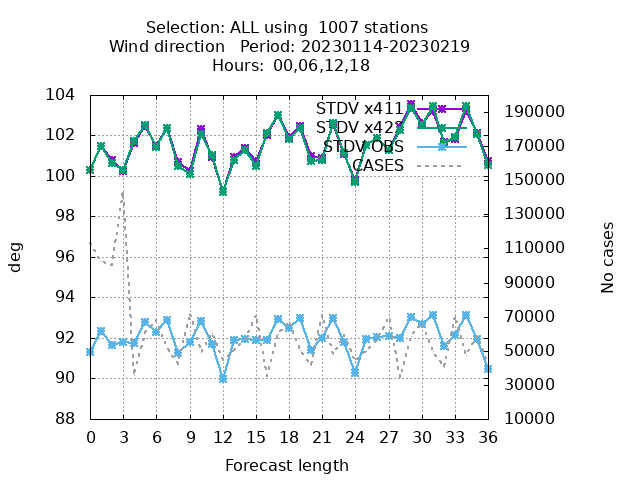 Selection: ALL using 1007 stations
Wind direction Period: 20230114-20230219
Hours: 00,06,12,18
STDV x411
STDV x422
STDV OBS
CASES
104
102
100
98
96
94
92
90
88
190000
170000
150000
130000
110000
90000
70000
50000
30000
10000
deg
No cases
0 3 6 9 12 15 18 21 24 27 30 33 36
Forecast length